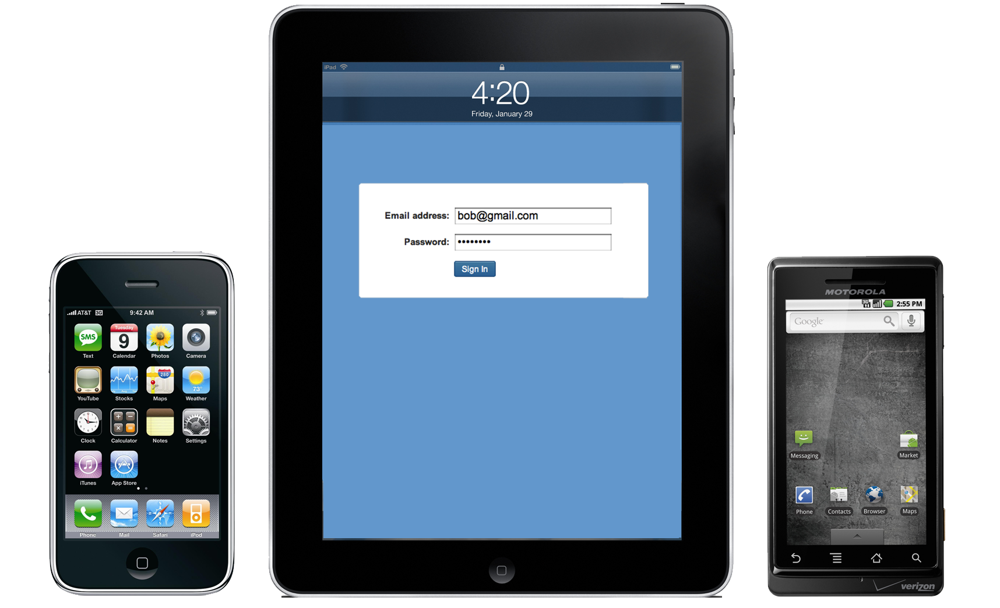 AT&T 3G 9:42 AM
SMS
Tuesday
9
280
73°
Text Calendar Photos Camera
YouTube Stocks Maps Weather
Clock Calculator Notes Settings
iTunes App Store
Phone Mail Safari iPod
iPad
4:20
Friday, January 29
Email address: bob@gmail.com
Password: ••••••••
Sign In
MOTOROLA
3G 2:55 PM
Google
Messaging Market
Phone Contacts Browser Maps
verizon